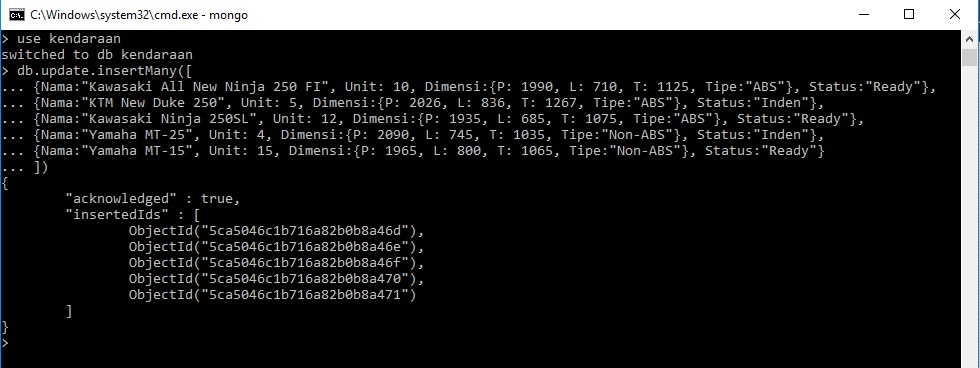 C:\Windows\system32\cmd.exe - mongo
> use kendaraan
switched to db kendaraan
> db.update.insertMany([
... {Nama:"Kawasaki All New Ninja 250 FI", Unit: 10, Dimensi:{P: 1990, L: 710, T: 1125, Tipe:"ABS"}, Status:"Ready"},
... {Nama:"KTM New Duke 250", Unit: 5, Dimensi:{P: 2026, L: 836, T: 1267, Tipe:"ABS"}, Status:"Inden"},
... {Nama:"Kawasaki Ninja 250SL", Unit: 12, Dimensi:{P: 1935, L: 685, T: 1075, Tipe:"ABS"}, Status:"Ready"},
... {Nama:"Yamaha MT-25", Unit: 4, Dimensi:{P: 2090, L: 745, T: 1035, Tipe:"Non-ABS"}, Status:"Inden"},
... {Nama:"Yamaha MT-15", Unit: 15, Dimensi:{P: 1965, L: 800, T: 1065, Tipe:"Non-ABS"}, Status:"Ready"}
... ])
{
        "acknowledged" : true,
        "insertedIds" : [
                ObjectId("5ca5046c1b716a82b0b8a46d"),
                ObjectId("5ca5046c1b716a82b0b8a46e"),
                ObjectId("5ca5046c1b716a82b0b8a46f"),
                ObjectId("5ca5046c1b716a82b0b8a470"),
                ObjectId("5ca5046c1b716a82b0b8a471")
        ]
}
>